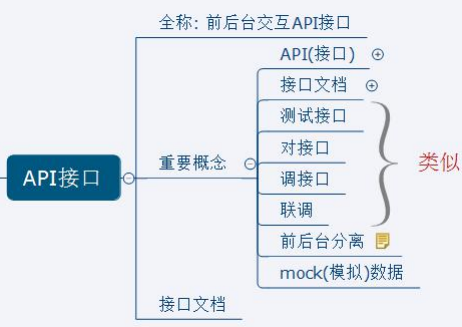 全称：前后台交互API接口
API(接口)
接口文档
测试接口
对接口
类似
重要概念
API接口
调接口
联调
前后台分离
mock(模拟)数据
接口文档